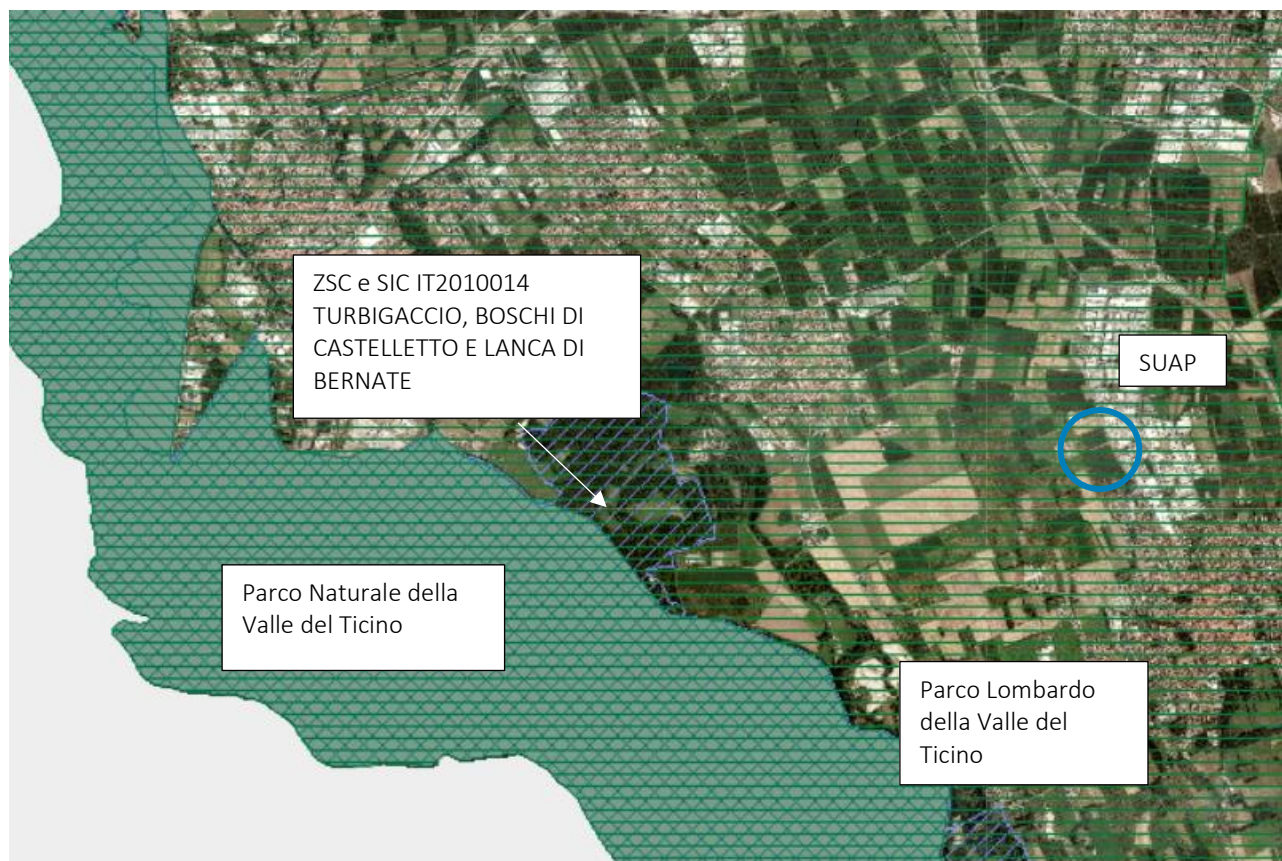 ZSC e SIC IT2010014
TURBIGACCIO, BOSCHI DI
CASTELLETTO E LANCA DI
BERNATE
SUAP
Parco Naturale della
Valle del Ticino
Parco Lombardo
della Valle del
Ticino